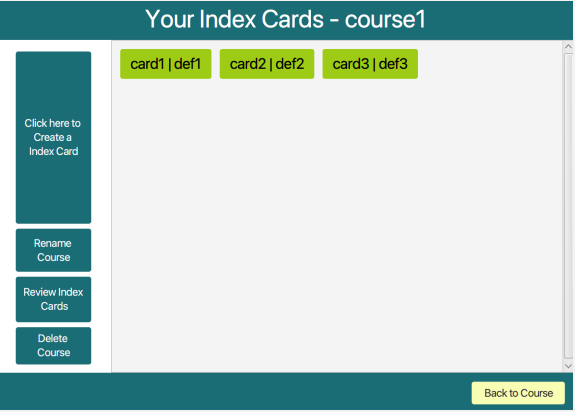 Your Index Cards - course1
Click here to
Create a
Index Card
card1 | def1
card2 | def2
card3 | def3
Rename
Course
Review Index
Cards
Delete
Course
Back to Course